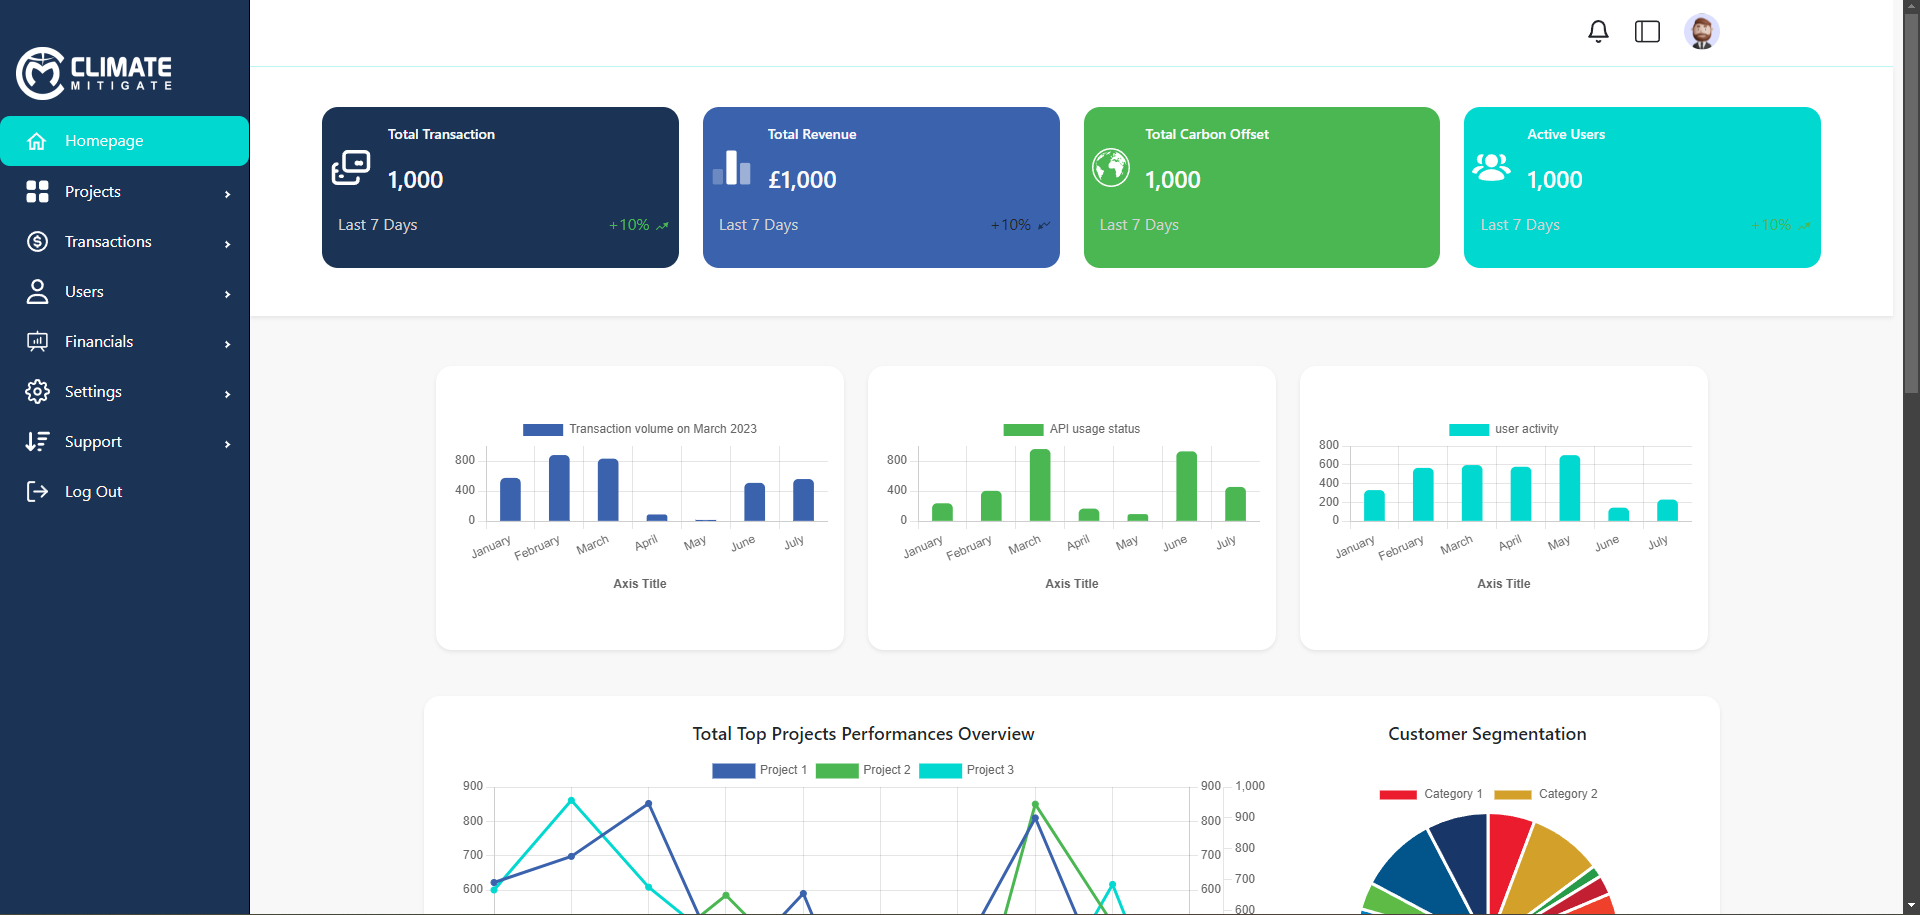 CLIMATE
MITIGATE
Homepage
Projects
Transactions
Users
Financials
Settings
Support
Log Out
Total Transaction
1,000
Last 7 Days
+10%
Total Revenue
£1,000
Last 7 Days
+10%
Total Carbon Offset
1,000
Last 7 Days
Active Users
1,000
Last 7 Days
+10%
Transaction volume on March 2023
800
400
0
January February March April May June July
Axis Title
API usage status
800
400
0
January February March April May June July
Axis Title
user activity
800
600
400
200
0
January February March April May June July
Axis Title
Total Top Projects Performances Overview
Project 1 Project 2 Project 3
900
800
700
600
900
800
700
600
1,000
900
800
700
600
Customer Segmentation
Category 1 Category 2